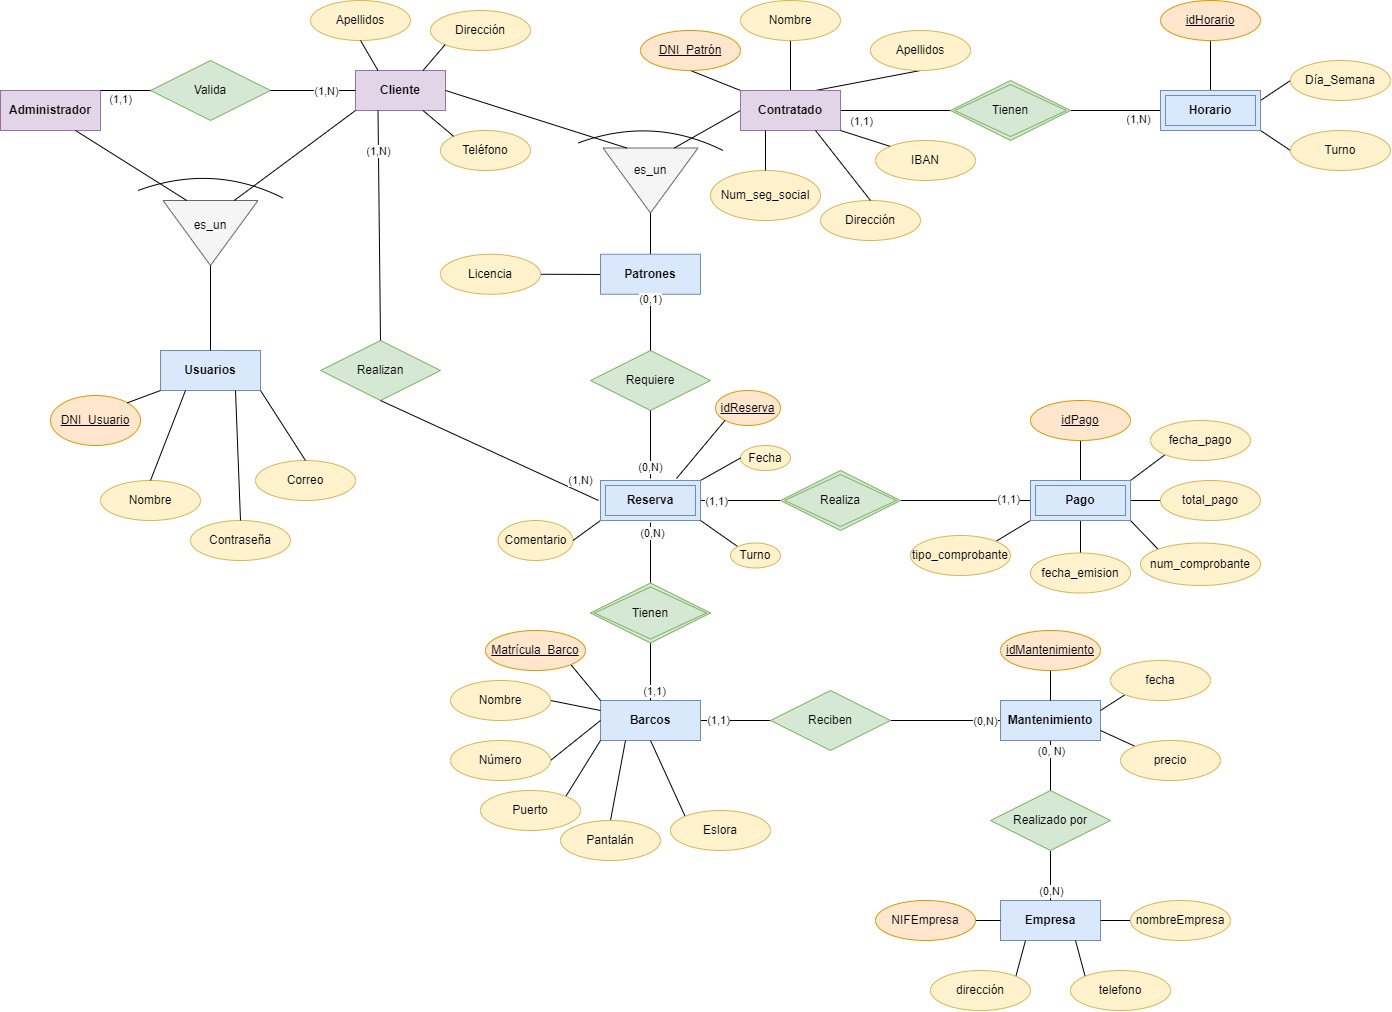 Apellidos
Dirección
Nombre
idHorario
DNI_Patrón
Apellidos
Administrador
(1,1)
Valida
(1,N)
Cliente
Contratado
(1,1)
Tienen
(1,N)
Horario
Día_Semana
Turno
(1,N)
Teléfono
IBAN
Num_seg_social
Dirección
es_un
es_un
Licencia
Patrones
(0,1)
Usuarios
Realizan
Requiere
DNI_Usuario
Nombre
Contraseña
Correo
idReserva
Fecha
(0,N)
(1,N)
Reserva
(1,1)
Realiza
(1,1)
Pago
idPago
fecha_pago
total_pago
num_comprobante
fecha_emision
tipo_comprobante
Comentario
(0,N)
Turno
Tienen
Matrícula_Barco
(1,1)
Nombre
Número
Puerto
Pantalán
Eslora
Barcos
(1,1)
Reciben
(0,N)
Mantenimiento
idMantenimiento
fecha
precio
(0, N)
Realizado por
(0,N)
NIFEmpresa
Empresa
nombreEmpresa
dirección
telefono